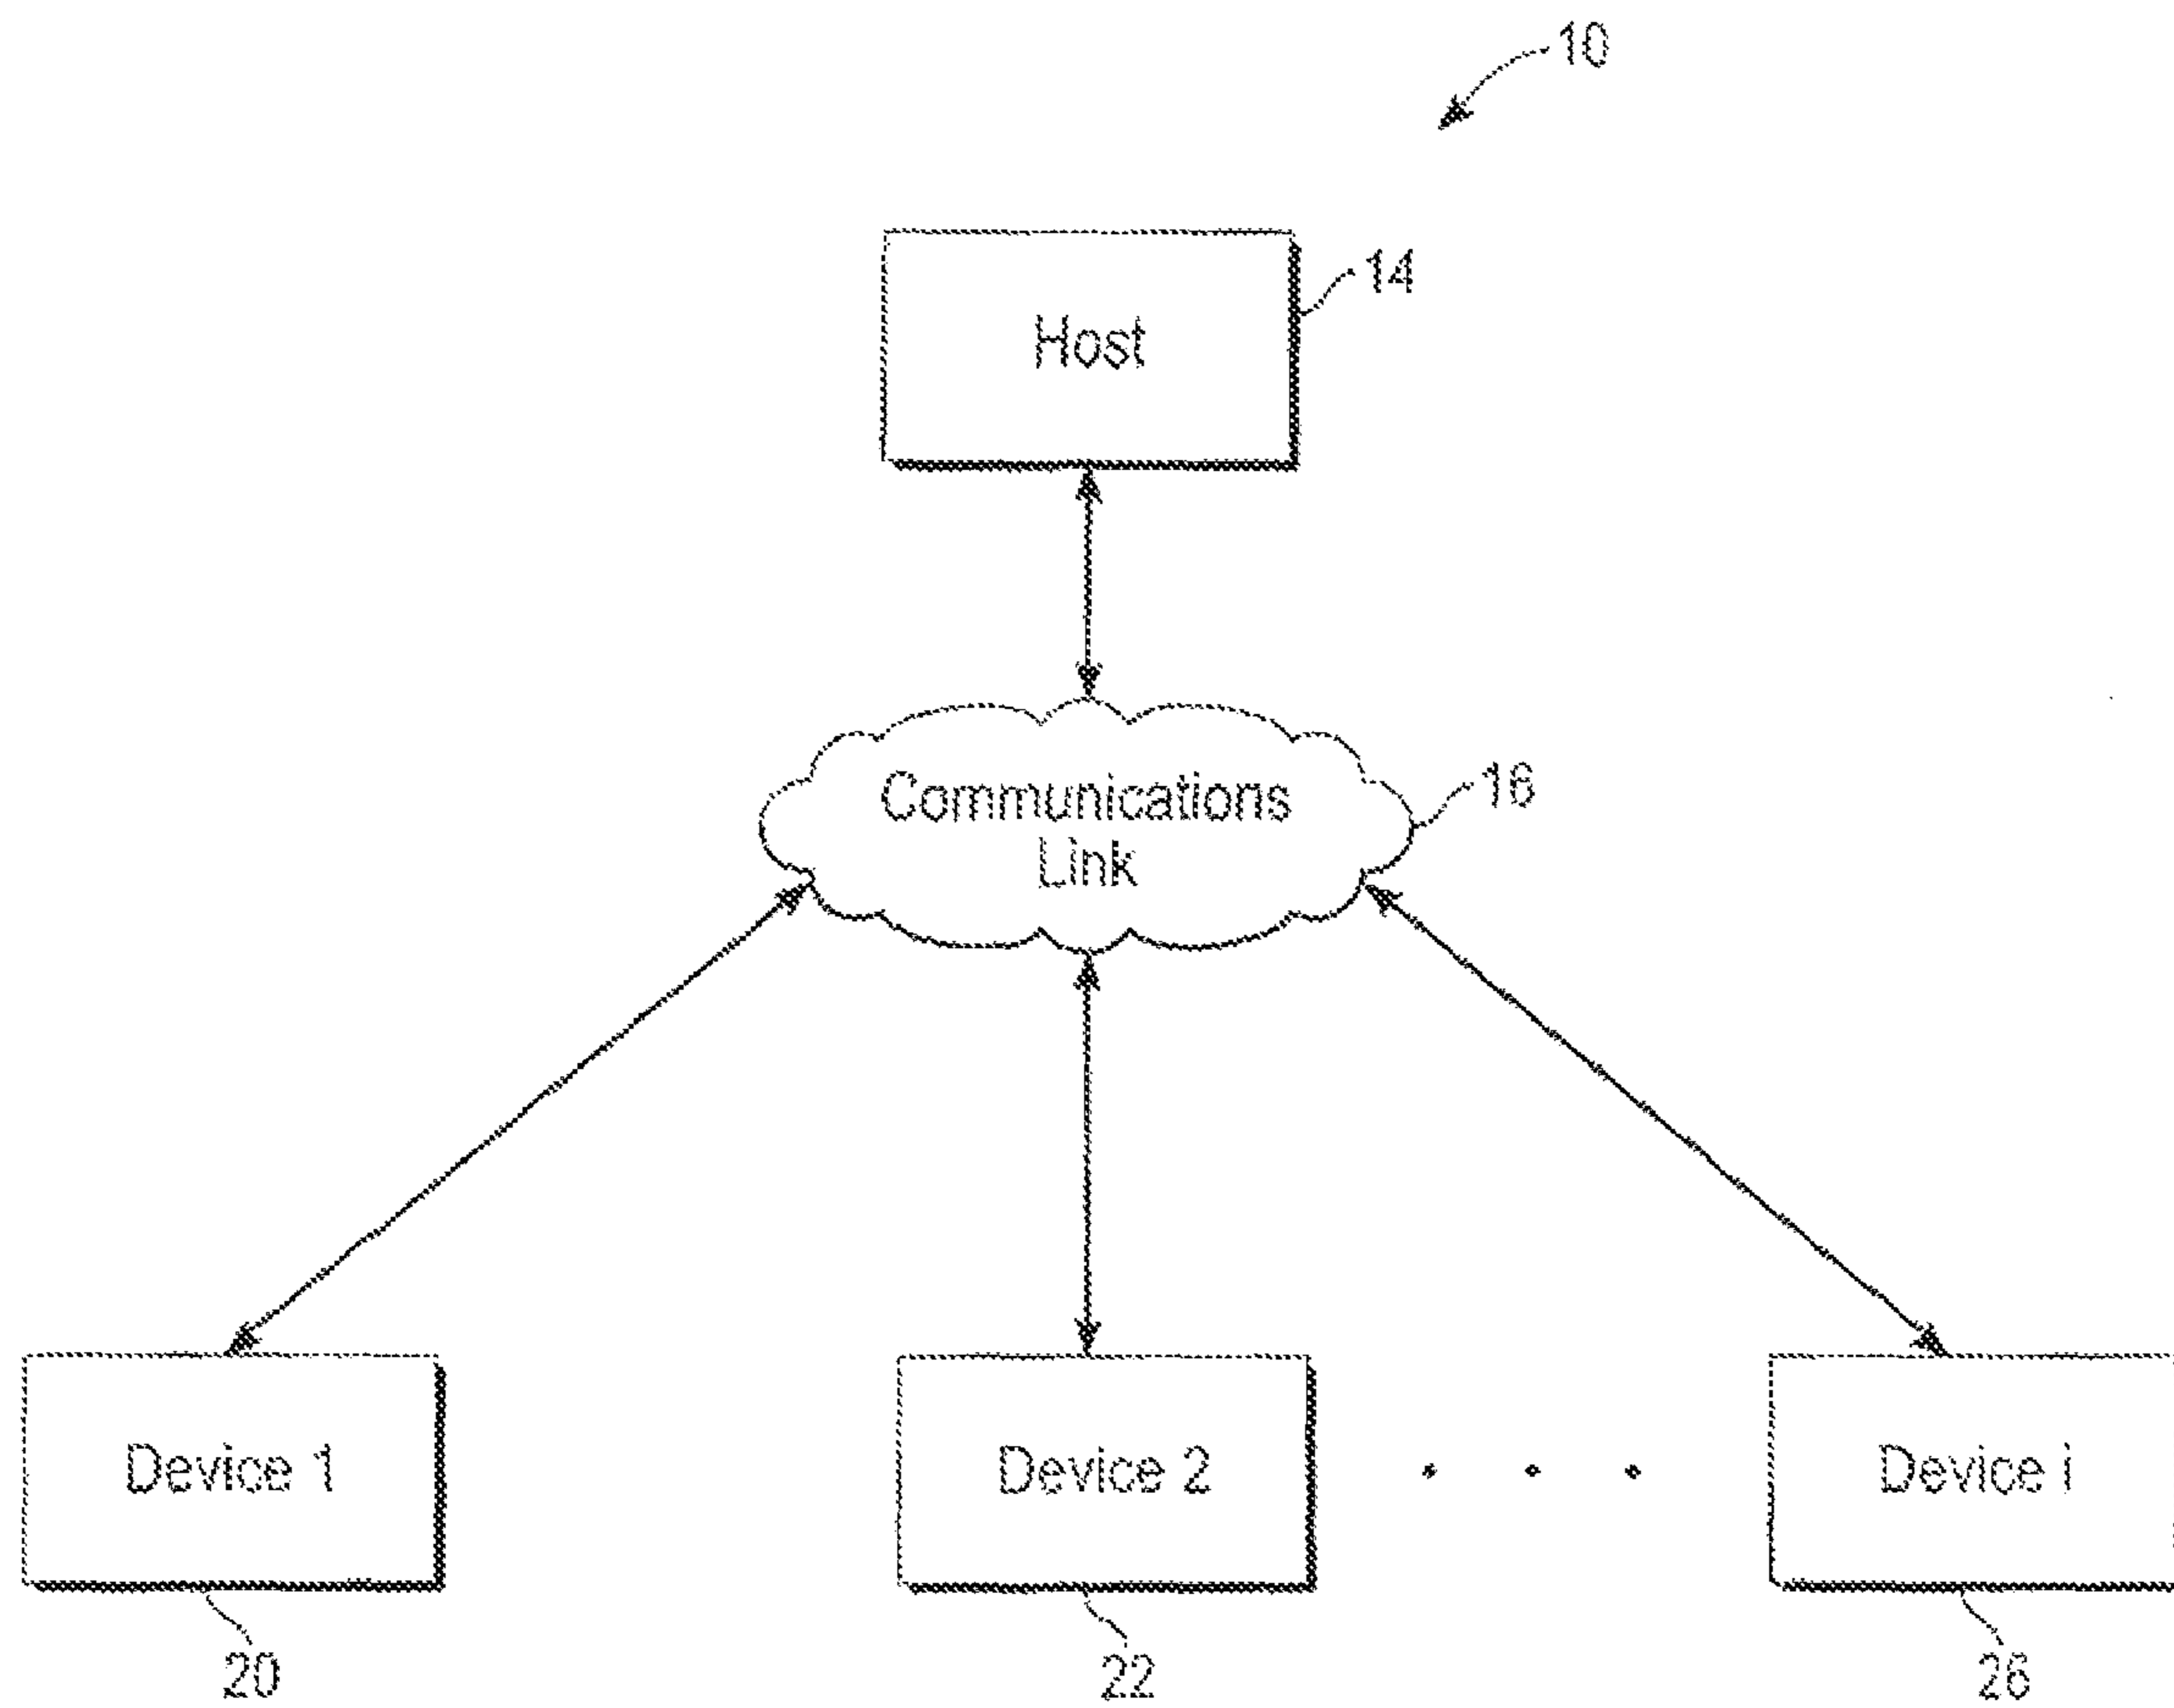 10
Host
14
Communications
Link
16
Device 1
Device 2
Device i
20
22
26